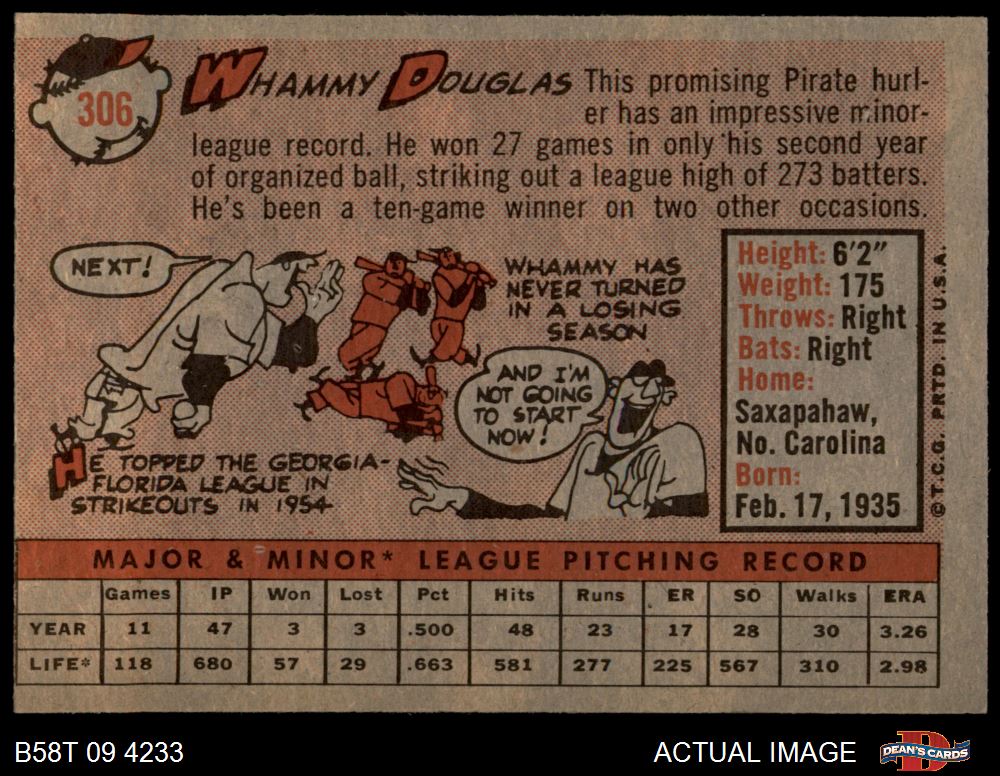 306
WHAMMY DOUGLAS This promising Pirate hurl-
er has an impressive minor-
league record. He won 27 games in only his second year
of organized ball, striking out a league high of 273 batters.
He's been a ten-game winner on two other occasions.
NEXT!
HE TOPPED THE GEORGIA-
FLORIDA LEAGUE IN
STRIKEOUTS IN 1954
WHAMMY HAS
NEVER TURNED
IN A LOSING
SEASON
AND I'M
NOT GOING
TO START
NOW!
Height: 6'2"
Weight: 175
Throws: Right
Bats: Right
Home:
Saxapahaw,
No. Carolina
Born:
Feb. 17, 1935
© T.C.G. PRTD. IN U.S.A.
MAJOR & MINOR* LEAGUE PITCHING RECORD
Games IP Won Lost Pct Hits Runs ER SO Walks ERA
YEAR 11 47 3 3 .500 48 23 17 28 30 3.26
LIFE* 118 680 57 29 .663 581 277 225 567 310 2.98
B58T 09 4233
ACTUAL IMAGE
DEAN'S CARDS